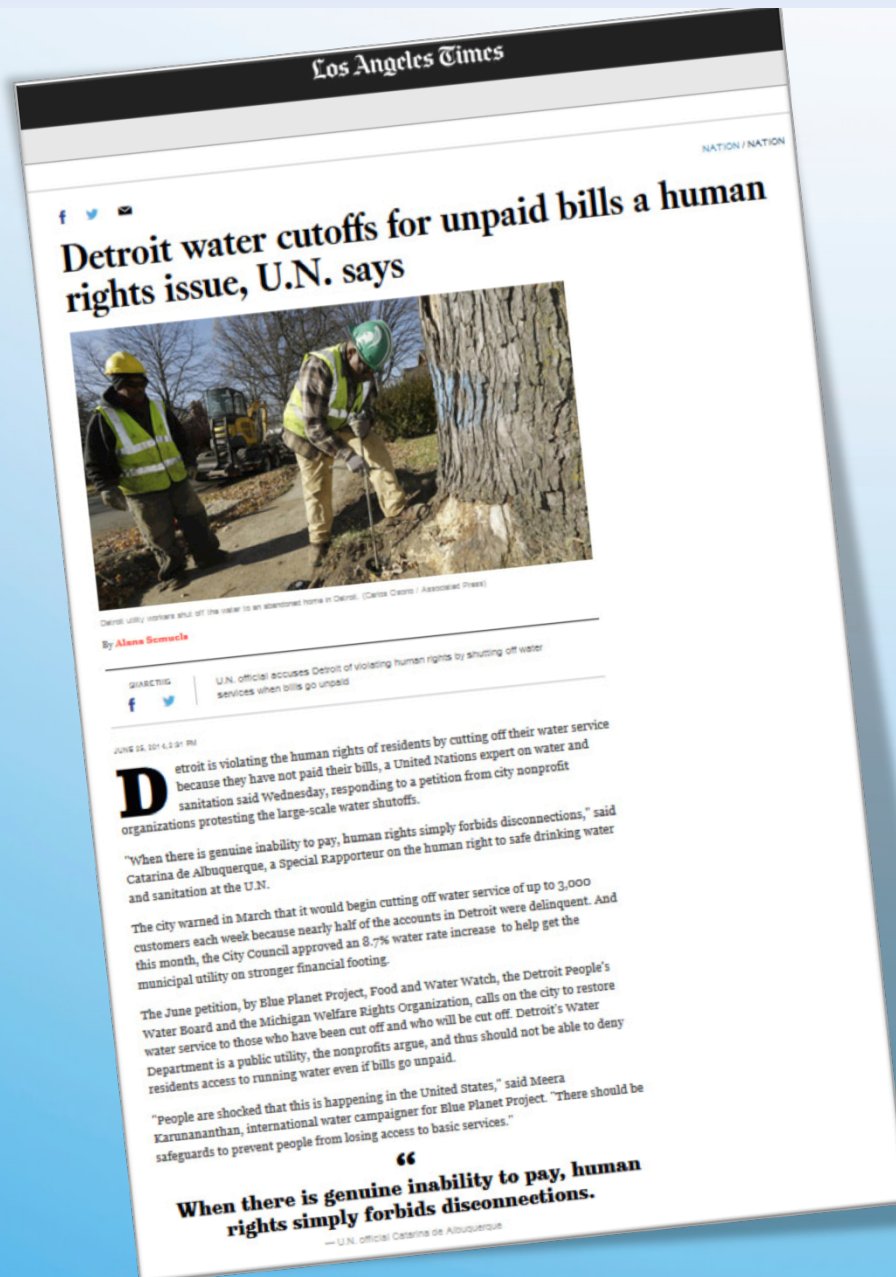 Los Angeles Times
NATION / NATION
Detroit water cutoffs for unpaid bills a human
rights issue, U.N. says
Detroit utility workers shut off the water to an abandoned home in Detroit. (Carlos Osorio / Associated Press)
By Alana Semuels
SHARE THIS
U.N. official accuses Detroit of violating human rights by shutting off water
services when bills go unpaid
JUNE 25, 2014, 2:31 PM
Detroit is violating the human rights of residents by cutting off their water service
because they have not paid their bills, a United Nations expert on water and
sanitation said Wednesday, responding to a petition from city nonprofit
organizations protesting the large-scale water shutoffs.
"When there is genuine inability to pay, human rights simply forbids disconnections," said
Catarina de Albuquerque, a Special Rapporteur on the human right to safe drinking water
and sanitation at the U.N.
The city warned in March that it would begin cutting off water service of up to 3,000
customers each week because nearly half of the accounts in Detroit were delinquent. And
this month, the City Council approved an 8.7% water rate increase to help get the
municipal utility on stronger financial footing.
The June petition, by Blue Planet Project, Food and Water Watch, the Detroit People's
Water Board and the Michigan Welfare Rights Organization, calls on the city to restore
water service to those who have been cut off and who will be cut off. Detroit's Water
Department is a public utility, the nonprofits argue, and thus should not be able to deny
residents access to running water even if bills go unpaid.
"People are shocked that this is happening in the United States," said Meera
Karunananthan, international water campaigner for Blue Planet Project. "There should be
safeguards to prevent people from losing access to basic services."
“
When there is genuine inability to pay, human
rights simply forbids disconnections.
— U.N. official Catarina de Albuquerque